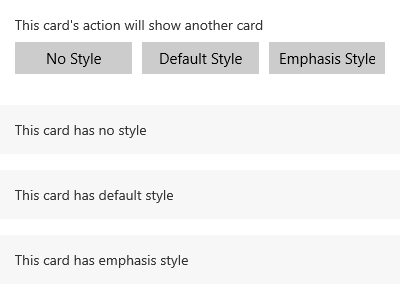 This card's action will show another card
No Style
Default Style
Emphasis Style
This card has no style
This card has default style
This card has emphasis style